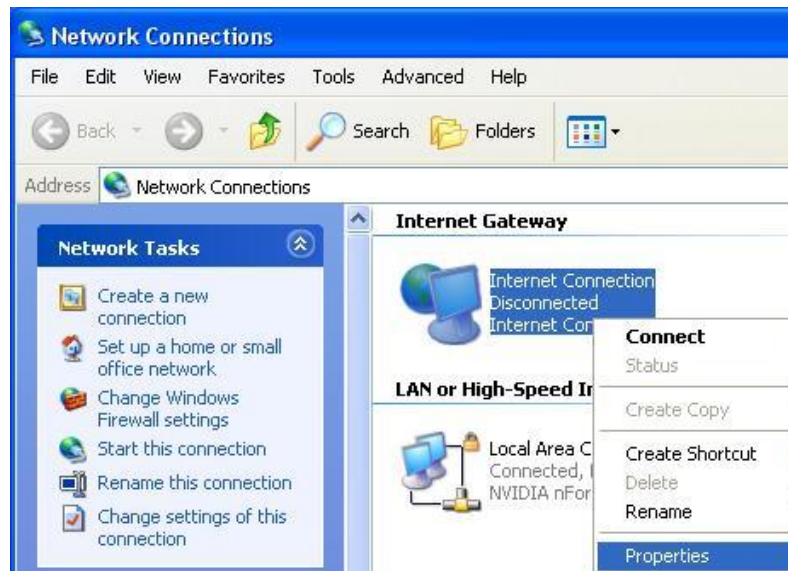 Network Connections
File Edit View Favorites Tools Advanced Help
Back Search Folders
Address Network Connections
Network Tasks
Create a new
connection
Set up a home or small
office network
Change Windows
Firewall settings
Start this connection
Rename this connection
Change settings of this
connection
Internet Gateway
Internet Connection
Disconnected
Internet
LAN or High-Speed
Local Area
Connected,
NVIDIA
Connect
Status
Create Copy
Create Shortcut
Delete
Rename
Properties